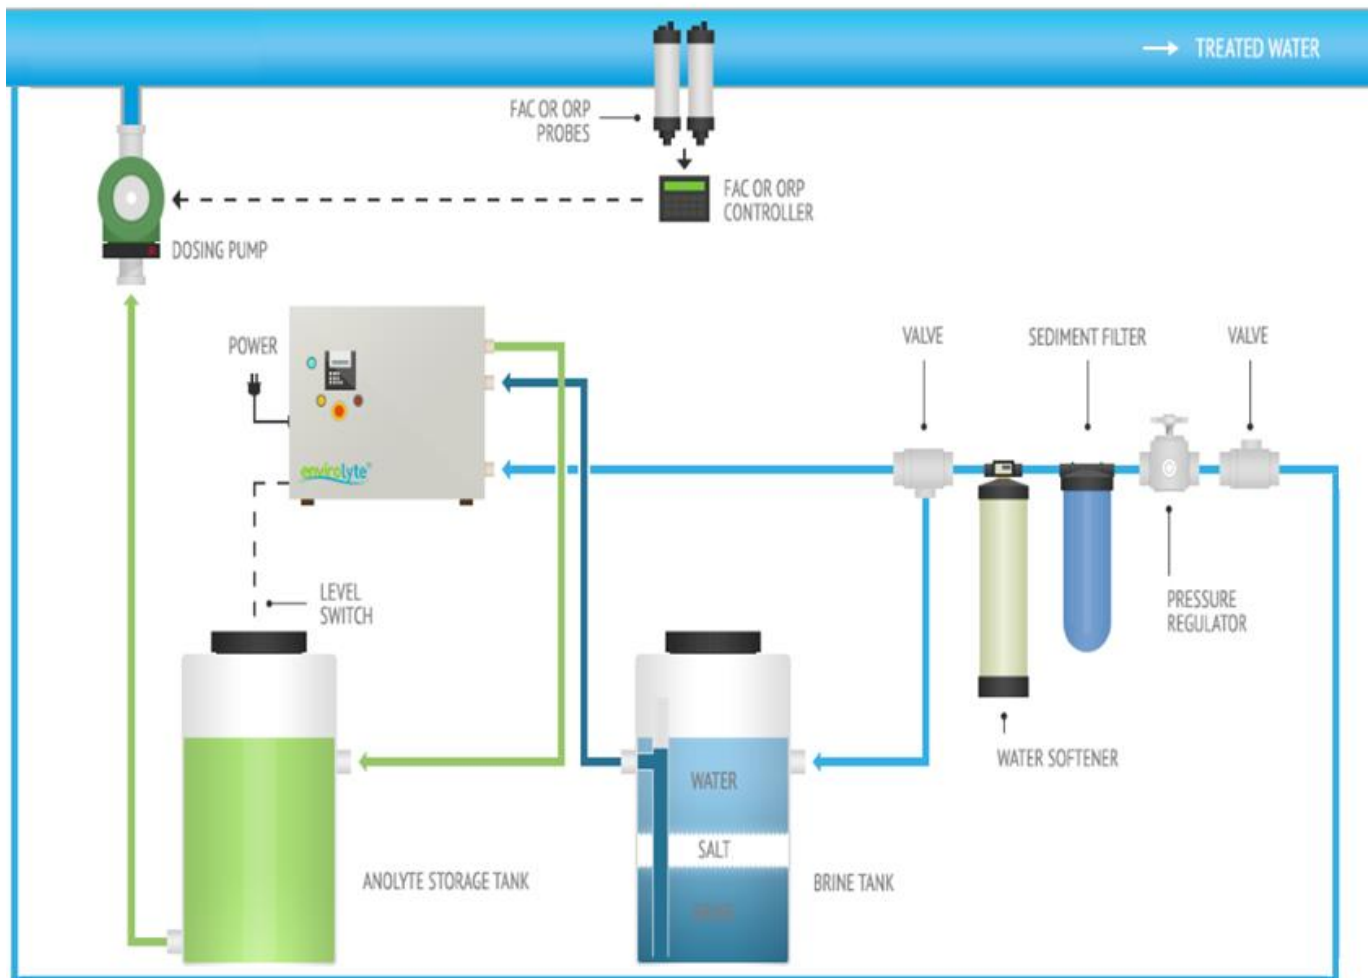 TREATED WATER
FAC OR ORP
PROBES
FAC OR ORP
CONTROLLER
DOSING PUMP
POWER
VALVE
SEDIMENT FILTER
VALVE
envirolyte
LEVEL
SWITCH
PRESSURE
REGULATOR
WATER SOFTENER
WATER
SALT
ANOLYTE STORAGE TANK
BRINE TANK
BRINE